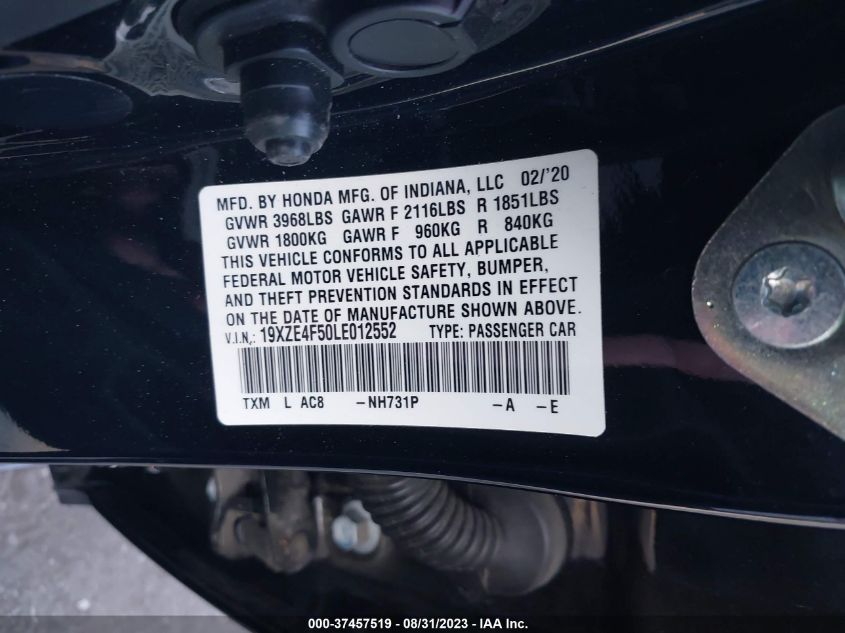 MFD. BY HONDA MFG. OF INDIANA, LLC 02/'20
GVWR 3968LBS GAWR F 2116LBS R 1851LBS
GVWR 1800KG GAWR F 960KG R 840KG
THIS VEHICLE CONFORMS TO ALL APPLICABLE
FEDERAL MOTOR VEHICLE SAFETY, BUMPER,
AND THEFT PREVENTION STANDARDS IN EFFECT
ON THE DATE OF MANUFACTURE SHOWN ABOVE.
V.I.N.: 19XZE4F50LE012552 TYPE: PASSENGER CAR
TXM L AC8 -NH731P -A -E
000-37457519 - 08/31/2023 - IAA Inc.